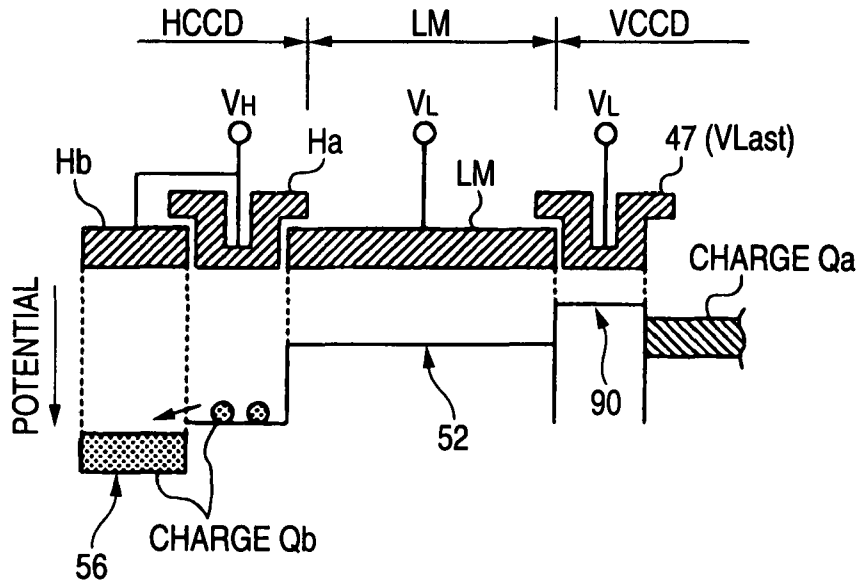 HCCD LM VCCD
VH VL VL
Hb Ha LM 47 (VLast)
CHARGE Qa
POTENTIAL
52 90
56 CHARGE Qb